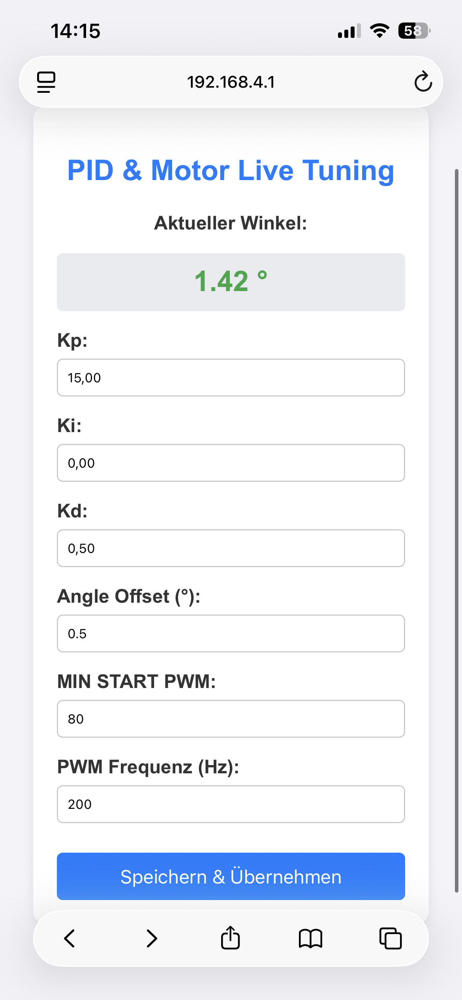 14:15
58
192.168.4.1
PID & Motor Live Tuning
Aktueller Winkel:
1.42 °
Kp:
15,00
Ki:
0,00
Kd:
0,50
Angle Offset (°):
0.5
MIN START PWM:
80
PWM Frequenz (Hz):
200
Speichern & Übernehmen